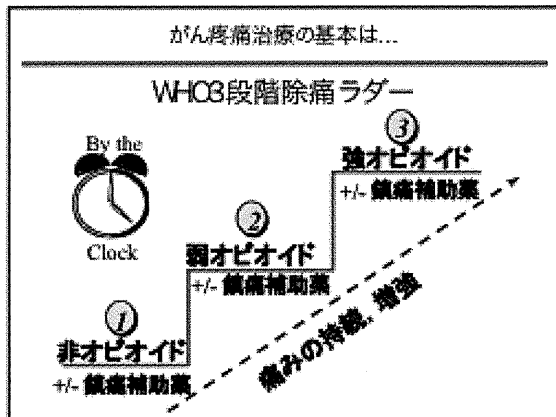 がん疼痛治療の基本は...
WHO3段階除痛ラダー
By the
Clock
3
強オピオイド
+/- 鎮痛補助薬
2
弱オピオイド
+/- 鎮痛補助薬
1
非オピオイド
+/- 鎮痛補助薬
痛みの持続, 増強